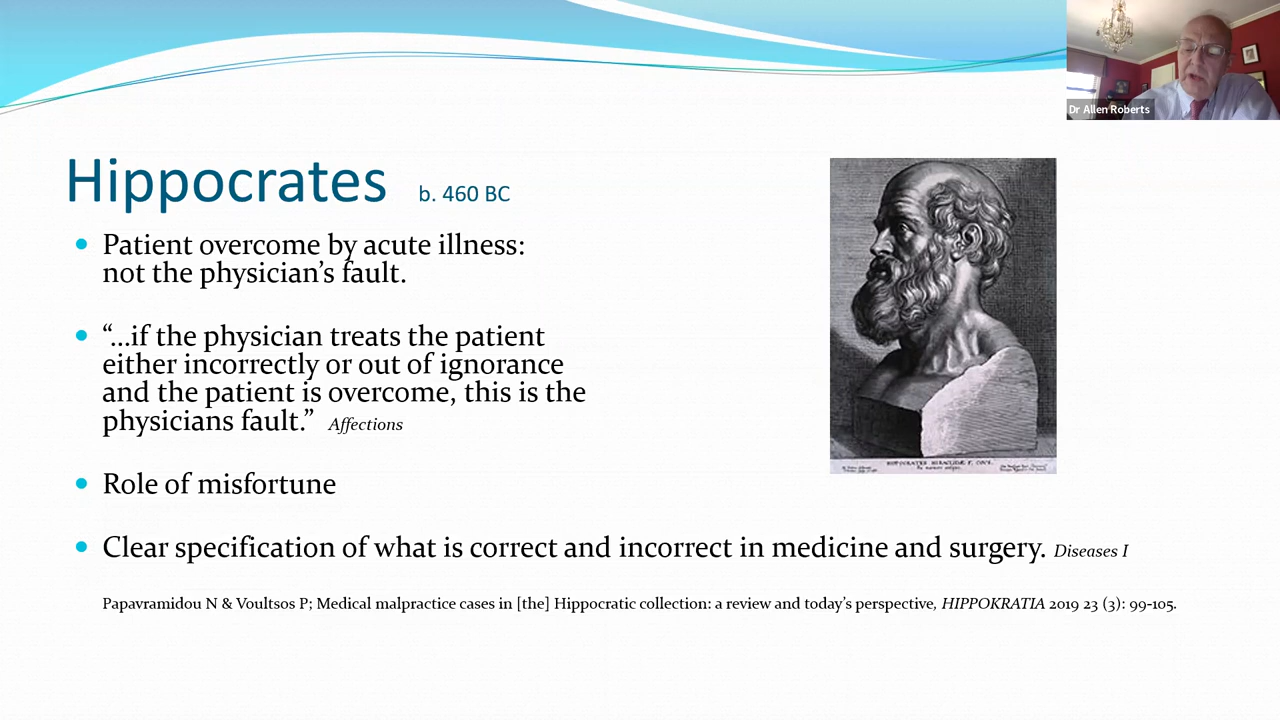 Dr Allen Roberts
Hippocrates b. 460 BC
Patient overcome by acute illness:
not the physician’s fault.
“…if the physician treats the patient
either incorrectly or out of ignorance
and the patient is overcome, this is the
physicians fault.” Affections
Role of misfortune
Clear specification of what is correct and incorrect in medicine and surgery. Diseases I
Papavramidou N & Voultsos P; Medical malpractice cases in [the] Hippocratic collection: a review and today’s perspective, HIPPOKRATIA 2019 23 (3): 99-105.